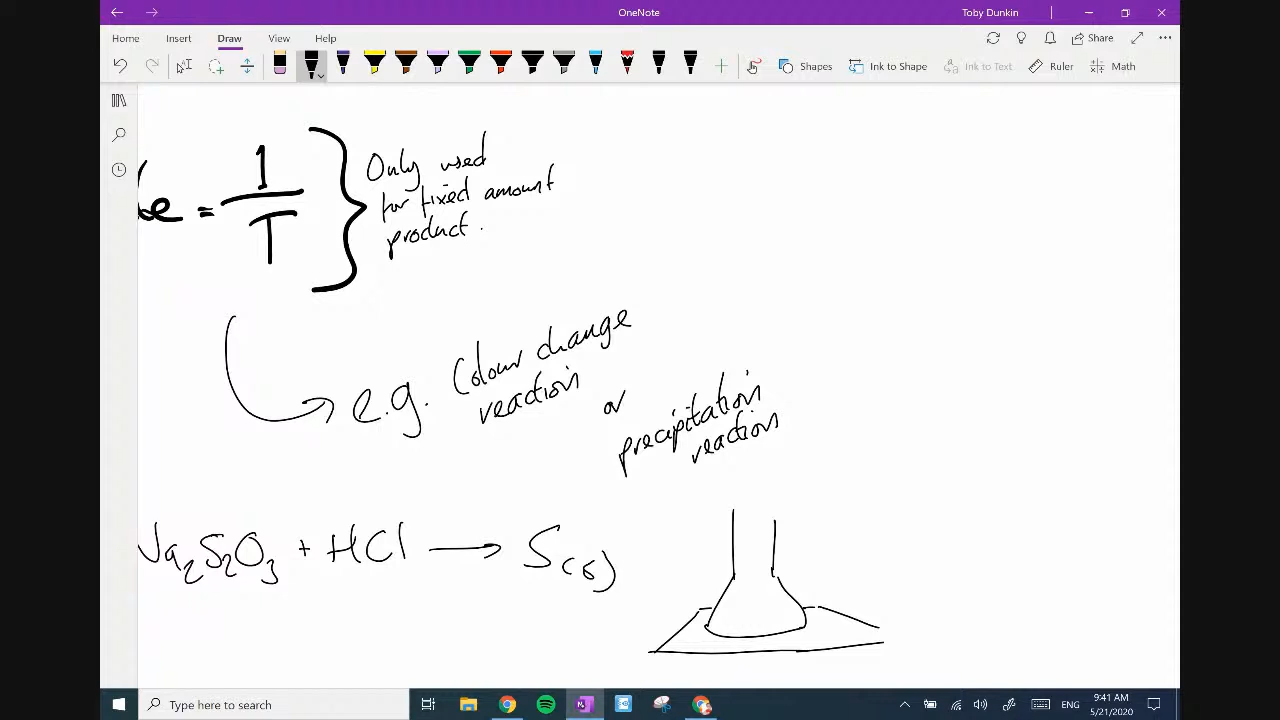 OneNote
Toby Dunkin
Home Insert Draw View Help
Share
Shapes Ink to Shape Ink to Text Ruler Math
= 1
T
Only used
for fixed amount
product.
e.g. Colour change
reaction
or
precipitation
reaction
Na2S2O3 + HCl → S(s)
Type here to search
9:41 AM
5/21/2020